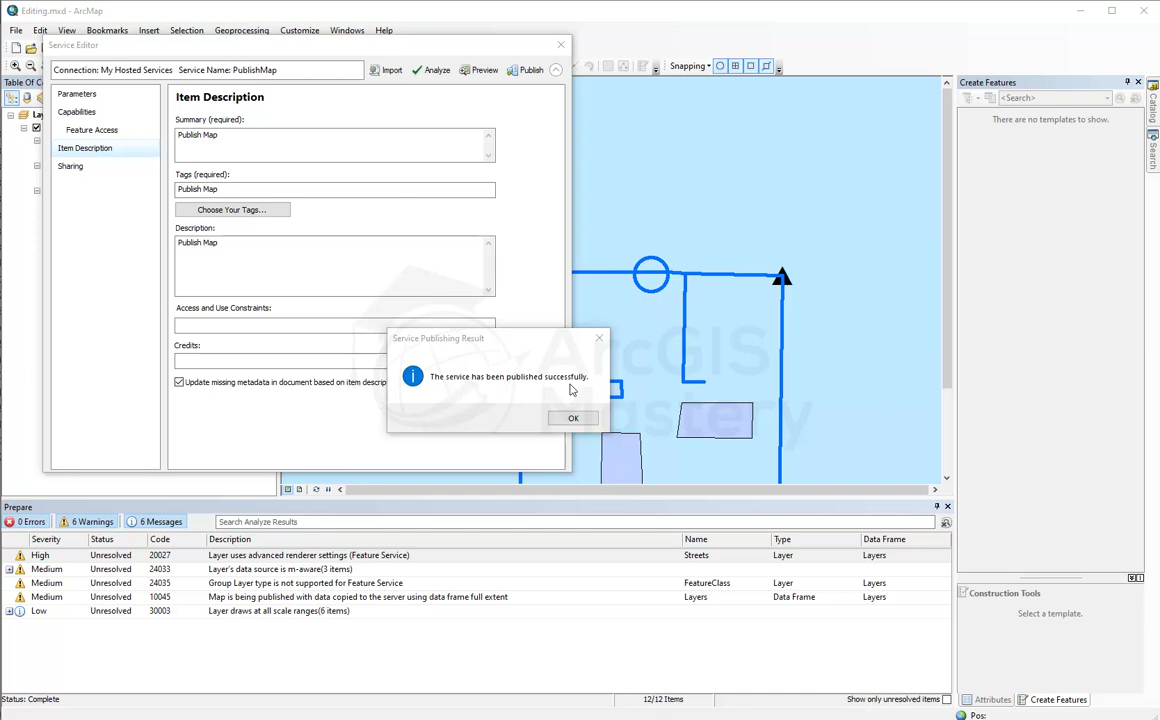 Editing.mxd - ArcMap
File Edit View Bookmarks Insert Selection Geoprocessing Customize Windows Help
Service Editor
Connection: My Hosted Services Service Name: PublishMap Import Analyze Preview Publish
Snapping
Table Of Co
Lay
Parameters
Capabilities
Feature Access
Item Description
Sharing
Item Description
Summary (required):
Publish Map
Tags (required):
Publish Map
Choose Your Tags...
Description:
Publish Map
Access and Use Constraints:
Credits:
Update missing metadata in document based on item descrip
Service Publishing Result
The service has been published successfully.
OK
ArcGIS
Mastery
Create Features
<Search>
There are no templates to show.
Catalog
Search
Construction Tools
Select a template.
Attributes Create Features
Prepare
0 Errors 6 Warnings 6 Messages Search Analyze Results
Severity Status Code Description Name Type Data Frame
High Unresolved 20027 Layer uses advanced renderer settings (Feature Service) Streets Layer Layers
Medium Unresolved 24033 Layer's data source is m-aware(3 items)
Medium Unresolved 24035 Group Layer type is not supported for Feature Service FeatureClass Layer Layers
Medium Unresolved 10045 Map is being published with data copied to the server using data frame full extent Layers Data Frame Layers
Low Unresolved 30003 Layer draws at all scale ranges(6 items)
Status: Complete 12/12 Items Show only unresolved items
Pos: